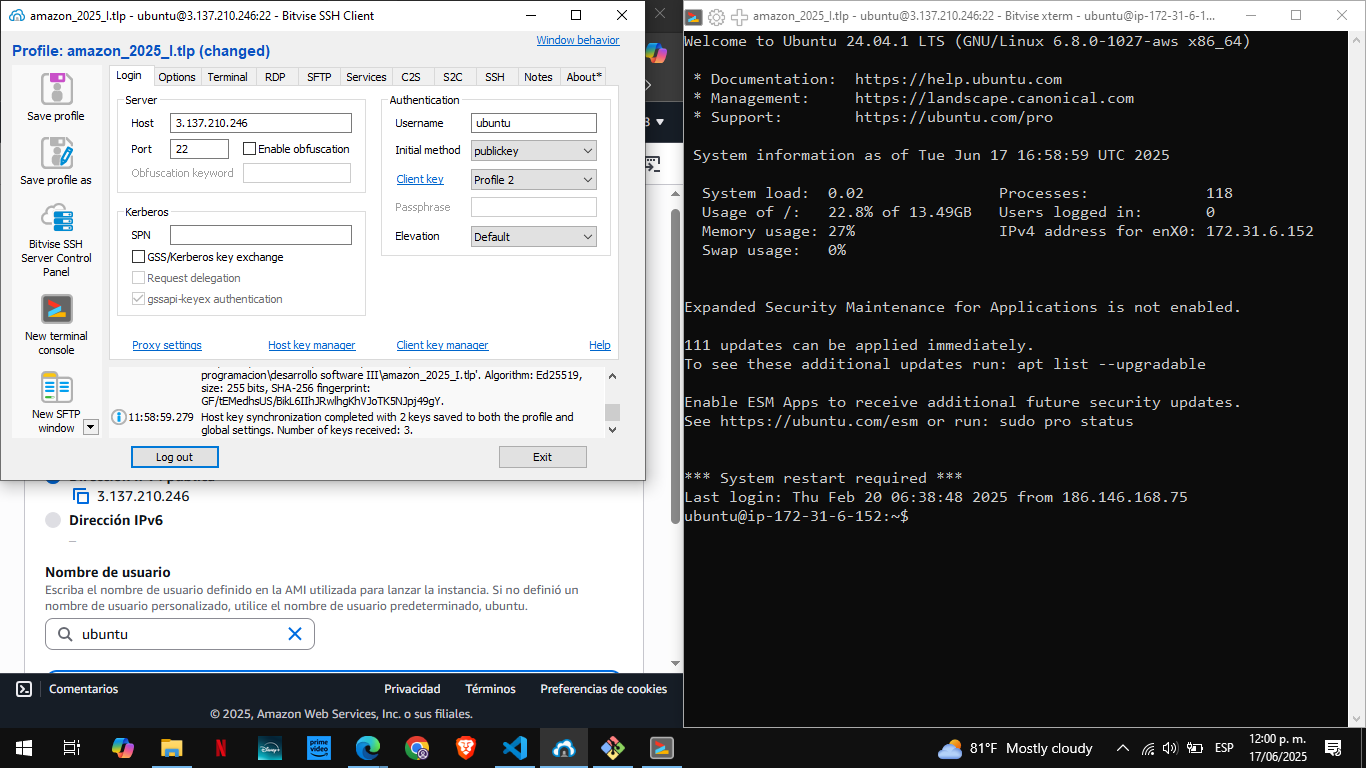 amazon_2025_I.tlp - ubuntu@3.137.210.246:22 - Bitvise SSH Client
Profile: amazon_2025_I.tlp (changed)
Window behavior
Save profile
Save profile as
Bitvise SSH
Server Control
Panel
New terminal
console
New SFTP
window
Login
Options
Terminal
RDP
SFTP
Services
C2S
S2C
SSH
Notes
About*
Server
Host
3.137.210.246
Port
22
Enable obfuscation
Obfuscation keyword
Kerberos
SPN
GSS/Kerberos key exchange
Request delegation
gssapi-keyex authentication
Authentication
Username
ubuntu
Initial method
publickey
Client key
Profile 2
Passphrase
Elevation
Default
Proxy settings
Host key manager
Client key manager
Help
programacion\desarrollo software III\amazon_2025_I.tlp'. Algorithm: Ed25519,
size: 255 bits, SHA-256 fingerprint:
GF/tEMedhsUS/BikL6IIhJRwlhgKhVJoTK5NJpj49gY.
11:58:59.279 Host key synchronization completed with 2 keys saved to both the profile and
global settings. Number of keys received: 3.
Log out
Exit
3.137.210.246
Dirección IPv6
–
Nombre de usuario
Escriba el nombre de usuario definido en la AMI utilizada para lanzar la instancia. Si no definió un
nombre de usuario personalizado, utilice el nombre de usuario predeterminado, ubuntu.
ubuntu
Comentarios
Privacidad
Términos
Preferencias de cookies
© 2025, Amazon Web Services, Inc. o sus filiales.
amazon_2025_I.tlp - ubuntu@3.137.210.246:22 - Bitvise xterm - ubuntu@ip-172-31-6-1...
Welcome to Ubuntu 24.04.1 LTS (GNU/Linux 6.8.0-1027-aws x86_64)
* Documentation: https://help.ubuntu.com
* Management: https://landscape.canonical.com
* Support: https://ubuntu.com/pro
System information as of Tue Jun 17 16:58:59 UTC 2025
System load: 0.02 Processes: 118
Usage of /: 22.8% of 13.49GB Users logged in: 0
Memory usage: 27% IPv4 address for enX0: 172.31.6.152
Swap usage: 0%
Expanded Security Maintenance for Applications is not enabled.
111 updates can be applied immediately.
To see these additional updates run: apt list --upgradable
Enable ESM Apps to receive additional future security updates.
See https://ubuntu.com/esm or run: sudo pro status
*** System restart required ***
Last login: Thu Feb 20 06:38:48 2025 from 186.146.168.75
ubuntu@ip-172-31-6-152:~$
Disney+
prime video
81°F Mostly cloudy
ESP
12:00 p. m.
17/06/2025